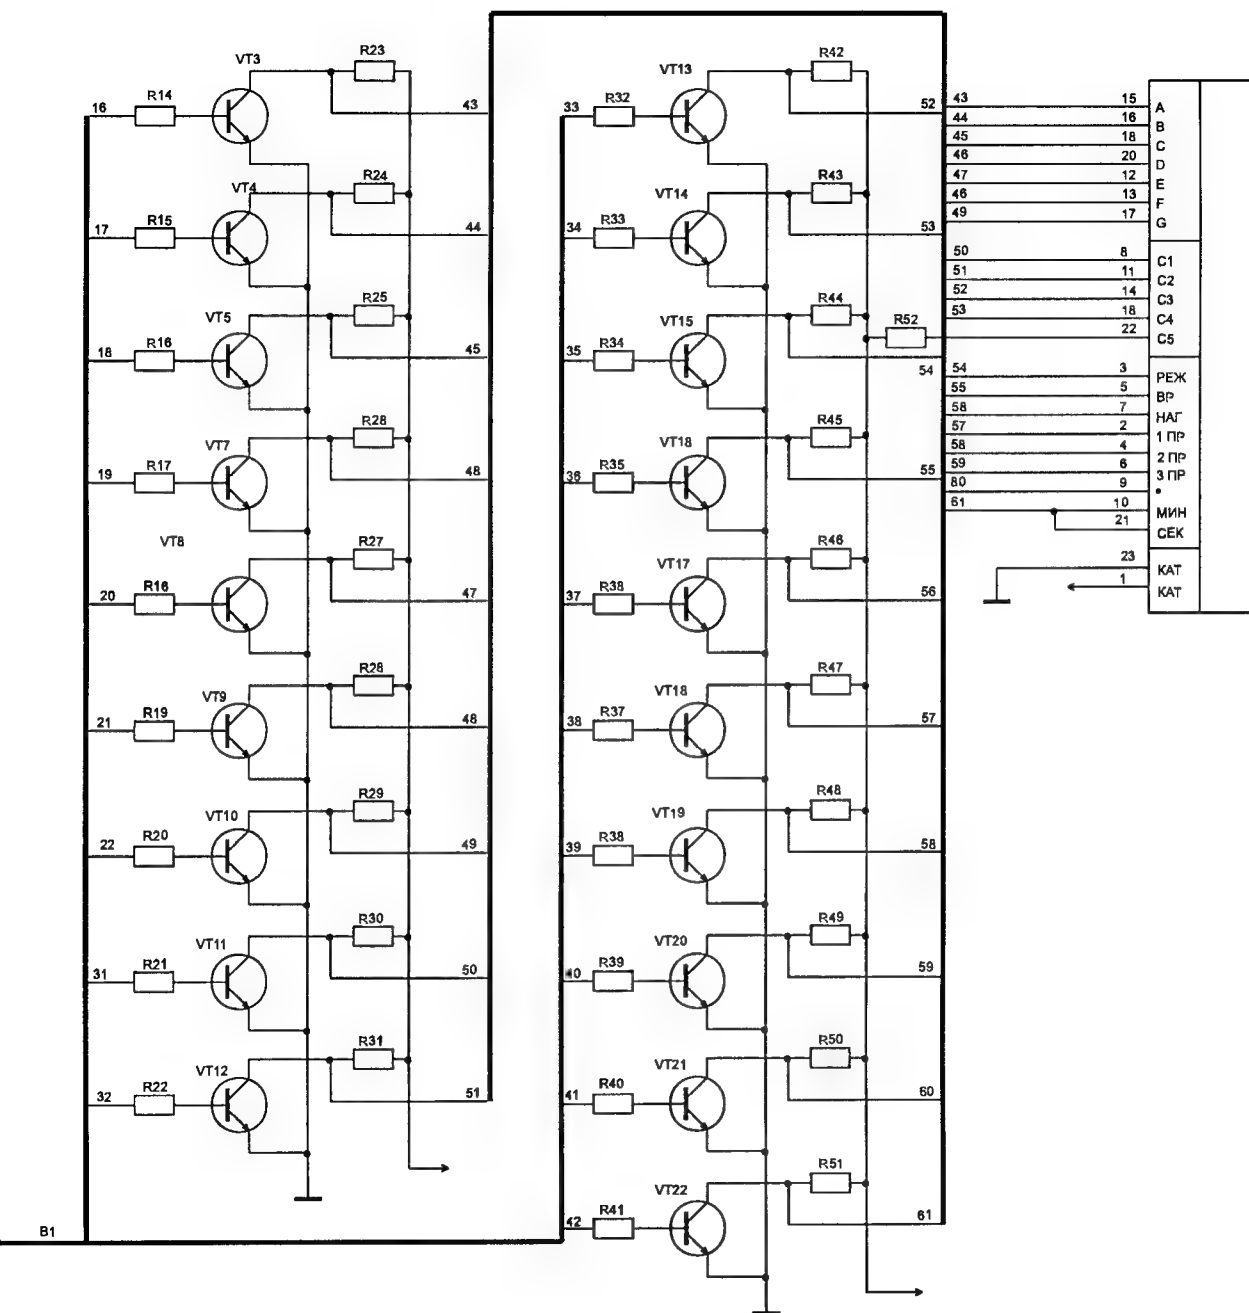 VT3
R23
R14
16
43
VT4
R24
R15
17
44
VT5
R25
R16
18
45
VT7
R28
R17
19
48
VT8
R27
R16
20
47
VT9
R28
R19
21
48
VT10
R29
R20
22
49
VT11
R30
R21
31
50
VT12
R31
R22
32
51
B1
VT13
R42
R32
33
52
VT14
R43
R33
34
53
VT15
R44
R34
35
R52
54
VT18
R45
R35
36
55
VT17
R46
R38
37
56
VT18
R47
R37
38
57
VT19
R48
R38
39
58
VT20
R49
R39
40
59
VT21
R50
R40
41
60
VT22
R51
R41
42
61
43 15 A
44 16 B
45 18 C
46 20 D
47 12 E
46 13 F
49 17 G
50 8 C1
51 11 C2
52 14 C3
53 18 C4
22 C5
54 3 РЕЖ
55 5 ВР
58 7 НАГ
57 2 1 ПР
58 4 2 ПР
59 6 3 ПР
80 9 •
61 10 МИН
21 СЕК
23 КАТ
1 КАТ